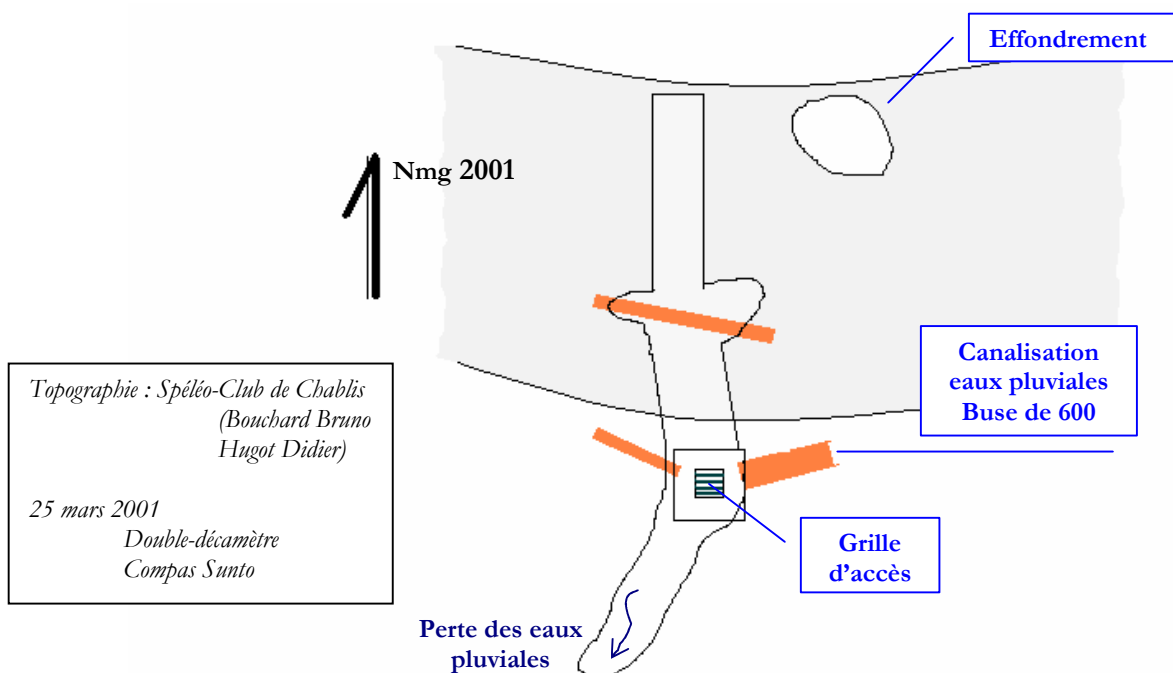 Effondrement
Nmg 2001
Canalisation
eaux pluviales
Buse de 600
Topographie : Spéléo-Club de Chablis
(Bouchard Bruno
Hugot Didier)
25 mars 2001
Double-décamètre
Compas Sunto
Grille
d'accès
Perte des eaux
pluviales